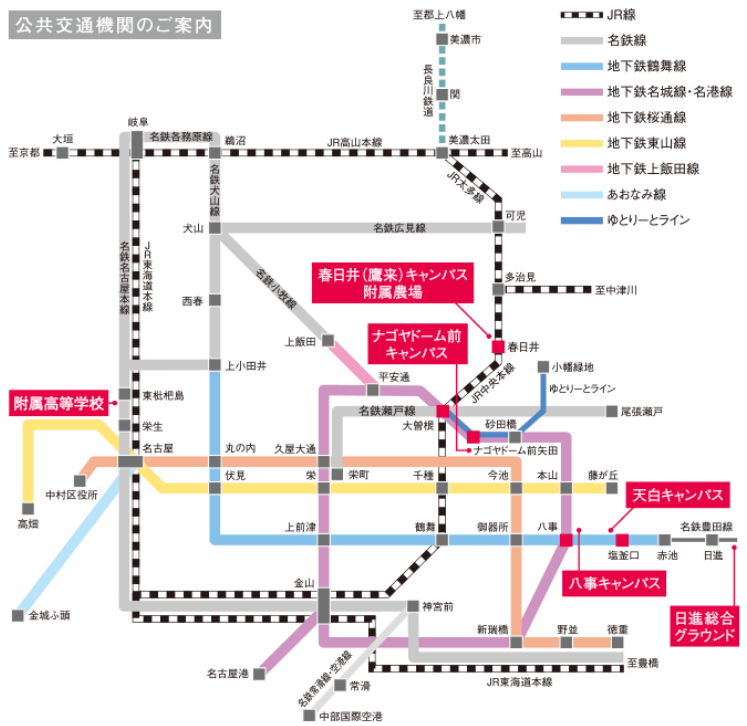 公共交通機関のご案内
JR線
名鉄線
地下鉄鶴舞線
地下鉄名城線・名港線
地下鉄桜通線
地下鉄東山線
地下鉄上飯田線
あおなみ線
ゆとりーとライン
至郡上八幡
美濃市
長良川鉄道
関
岐阜
名鉄各務原線
鵜沼
美濃太田
至京都
大垣
JR高山本線
至高山
JR太多線
名鉄犬山線
可児
犬山
名鉄広見線
名鉄名古屋本線
JR東海道本線
名鉄小牧線
春日井(鷹来)キャンパス
附属農場
多治見
至中津川
西春
ナゴヤドーム前
キャンパス
上飯田
春日井
上小田井
平安通
JR中央本線
小幡緑地
ゆとりーとライン
東枇杷島
附属高等学校
名鉄瀬戸線
尾張瀬戸
大曽根
砂田橋
栄生
ナゴヤドーム前矢田
名古屋
丸の内
久屋大通
中村区役所
伏見
栄
栄町
千種
今池
本山
藤が丘
高畑
天白キャンパス
上前津
鶴舞
御器所
八事
名鉄豊田線
塩釜口
赤池
日進
八事キャンパス
金山
金城ふ頭
神宮前
日進総合
グラウンド
新瑞橋
野並
徳重
名古屋港
至豊橋
名鉄常滑線・空港線
常滑
JR東海道本線
中部国際空港